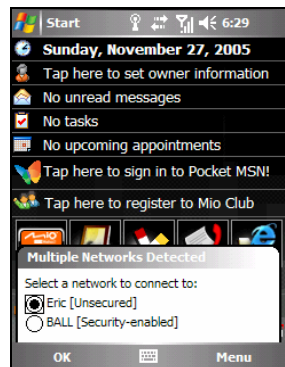 Start 6:29
Sunday, November 27, 2005
Tap here to set owner information
No unread messages
No tasks
No upcoming appointments
Tap here to sign in to Pocket MSN!
Tap here to register to Mio Club
Mio
Multiple Networks Detected
Select a network to connect to:
Eric [Unsecured]
BALL [Security-enabled]
OK Menu